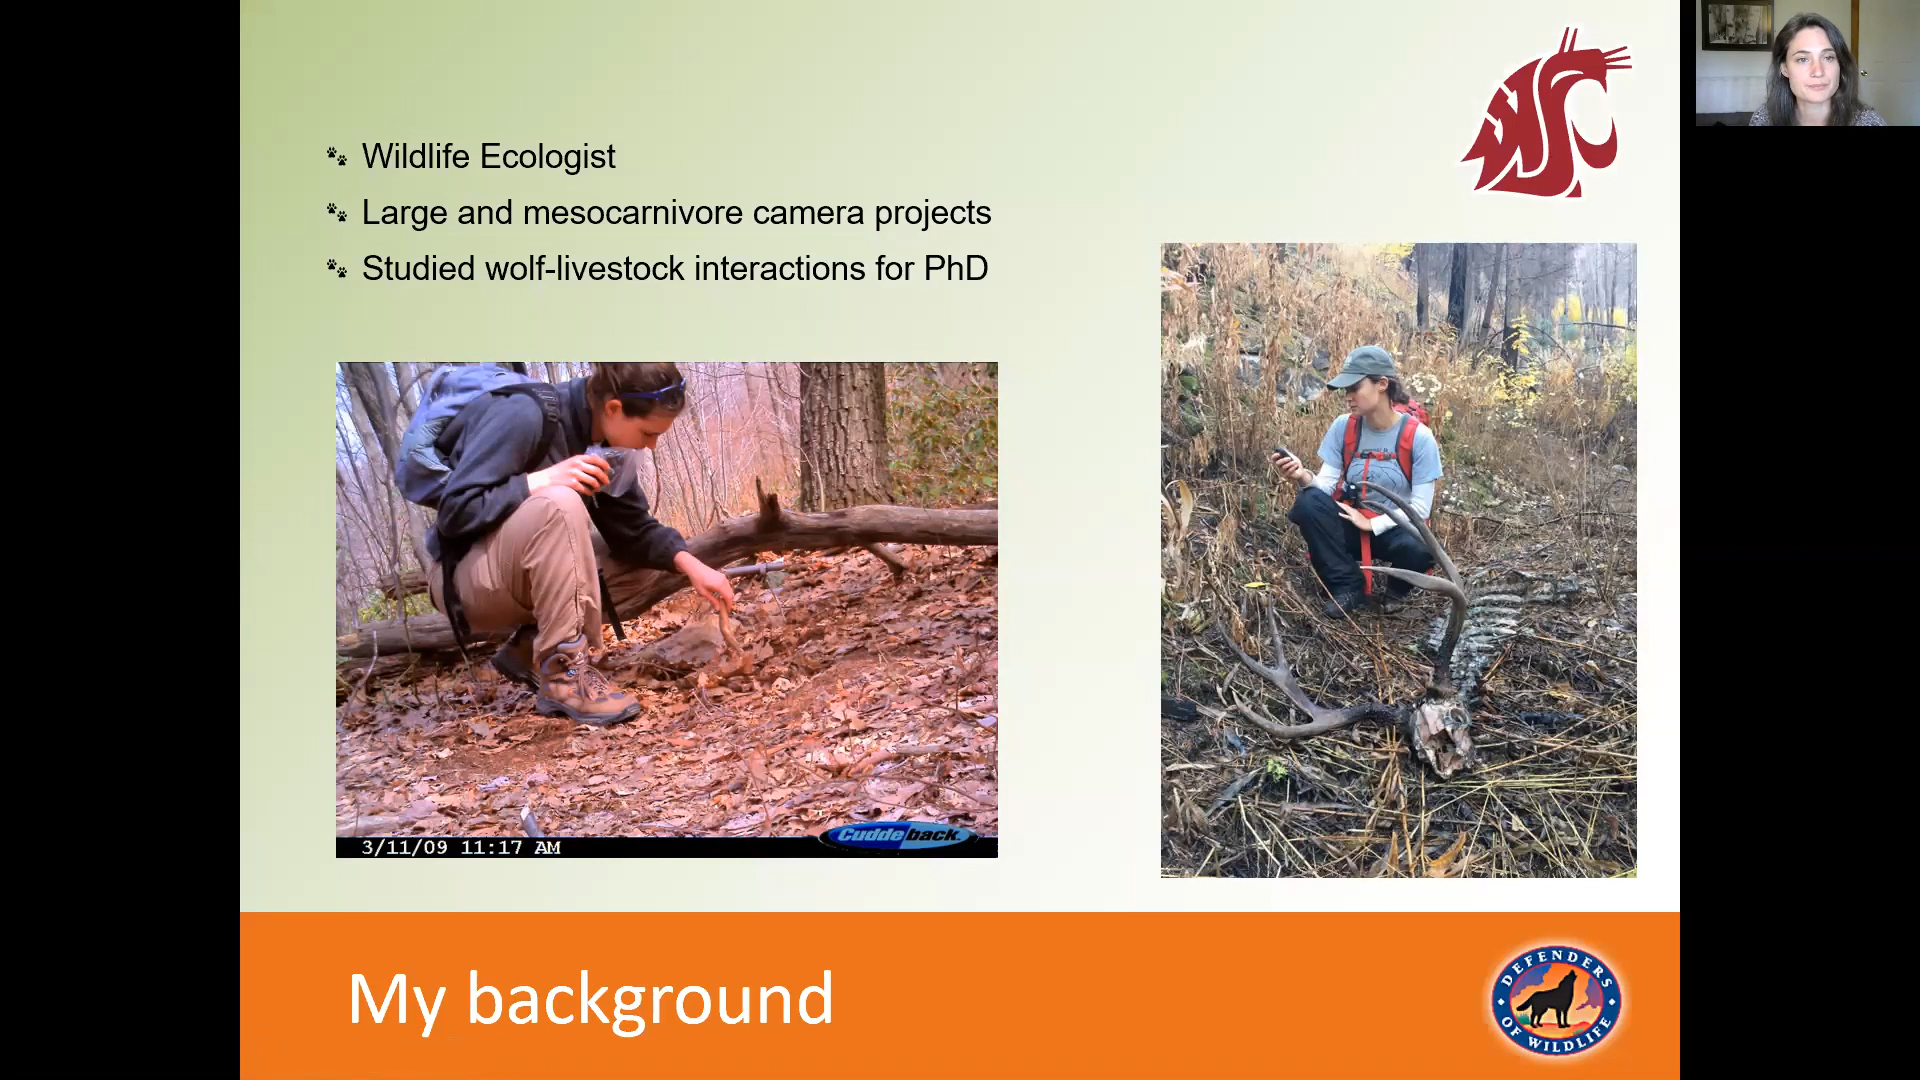 Wildlife Ecologist
Large and mesocarnivore camera projects
Studied wolf-livestock interactions for PhD
WSC
3/11/09 11:17 AM
Cuddeback
My background
DEFENDERS
OF WILDLIFE